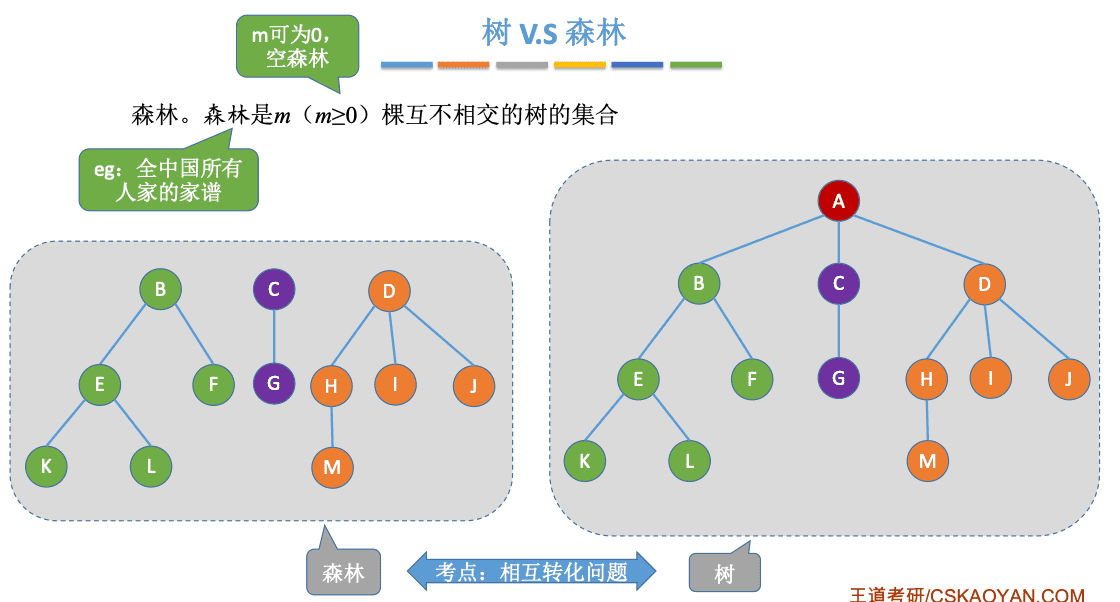 树 V.S 森林
m可为0,
空森林
森林。森林是m（m≥0）棵互不相交的树的集合
eg：全中国所有
人家的家谱
B
C
D
E
F
G
H
I
J
K
L
M
A
B
C
D
E
F
G
H
I
J
K
L
M
森林
考点：相互转化问题
树
王道考研/CSKAOYAN.COM